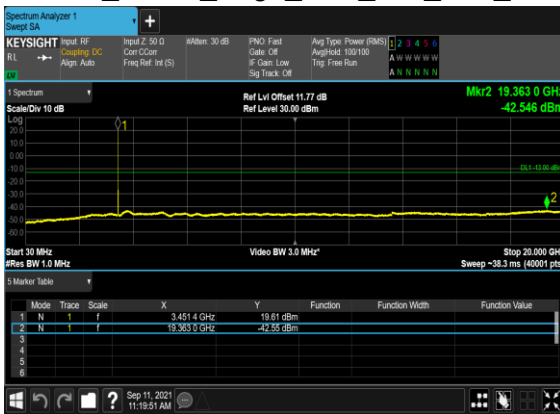 Spectrum Analyzer 1
Swept SA
+
KEYSIGHT Input: RF Input Z: 50 Ω #Atten: 30 dB PNO: Fast Avg Type: Power (RMS) 1 2 3 4 5 6
RL Coupling: DC Corr CCorr Gate: Off Avg|Hold: 100/100 A W W W W W
Align: Auto Freq Ref: Int (S) IF Gain: Low Trig: Free Run
LV Sig Track: Off A N N N N N
1 Spectrum Ref Lvl Offset 11.77 dB Mkr2 19.363 0 GHz
Scale/Div 10 dB Ref Level 30.00 dBm -42.546 dBm
Log
1
20.0
10.0
0.00
-10.0
DL1 -13.00 dBm
-20.0
-30.0
-40.0
2
-50.0
-60.0
Start 30 MHz Video BW 3.0 MHz* Stop 20.000 GHz
#Res BW 1.0 MHz Sweep ~38.3 ms (40001 pts)
5 Marker Table
Mode Trace Scale X Y Function Function Width Function Value
1 N 1 f 3.451 4 GHz 19.61 dBm
2 N 1 f 19.363 0 GHz -42.55 dBm
3
4
5
6
? Sep 11, 2021
11:19:51 AM